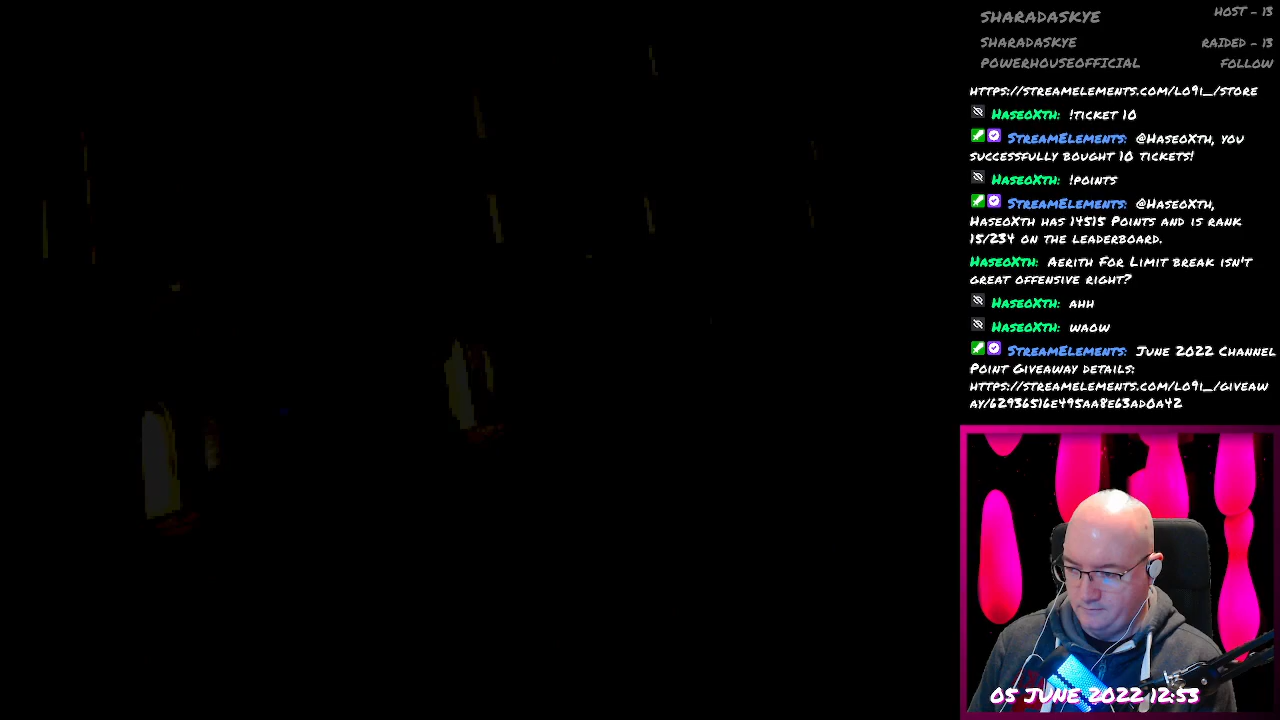 SHARADASKYE HOST - 13
SHARADASKYE RAIDED - 13
POWERHOUSEOFFICIAL FOLLOW
HTTPS://STREAMELEMENTS.COM/LO9I_/STORE
HASEOXTH: !TICKET 10
STREAMELEMENTS: @HASEOXTH, YOU
SUCCESSFULLY BOUGHT 10 TICKETS!
HASEOXTH: !POINTS
STREAMELEMENTS: @HASEOXTH,
HASEOXTH HAS 14515 POINTS AND IS RANK
15/234 ON THE LEADERBOARD.
HASEOXTH: AERITH FOR LIMIT BREAK ISN'T
GREAT OFFENSIVE RIGHT?
HASEOXTH: AHH
HASEOXTH: WAOW
STREAMELEMENTS: JUNE 2022 CHANNEL
POINT GIVEAWAY DETAILS:
HTTPS://STREAMELEMENTS.COM/LO9I_/GIVEAW
AY/62936516E495AA8E63AD0A42
05 JUNE 2022 12:53